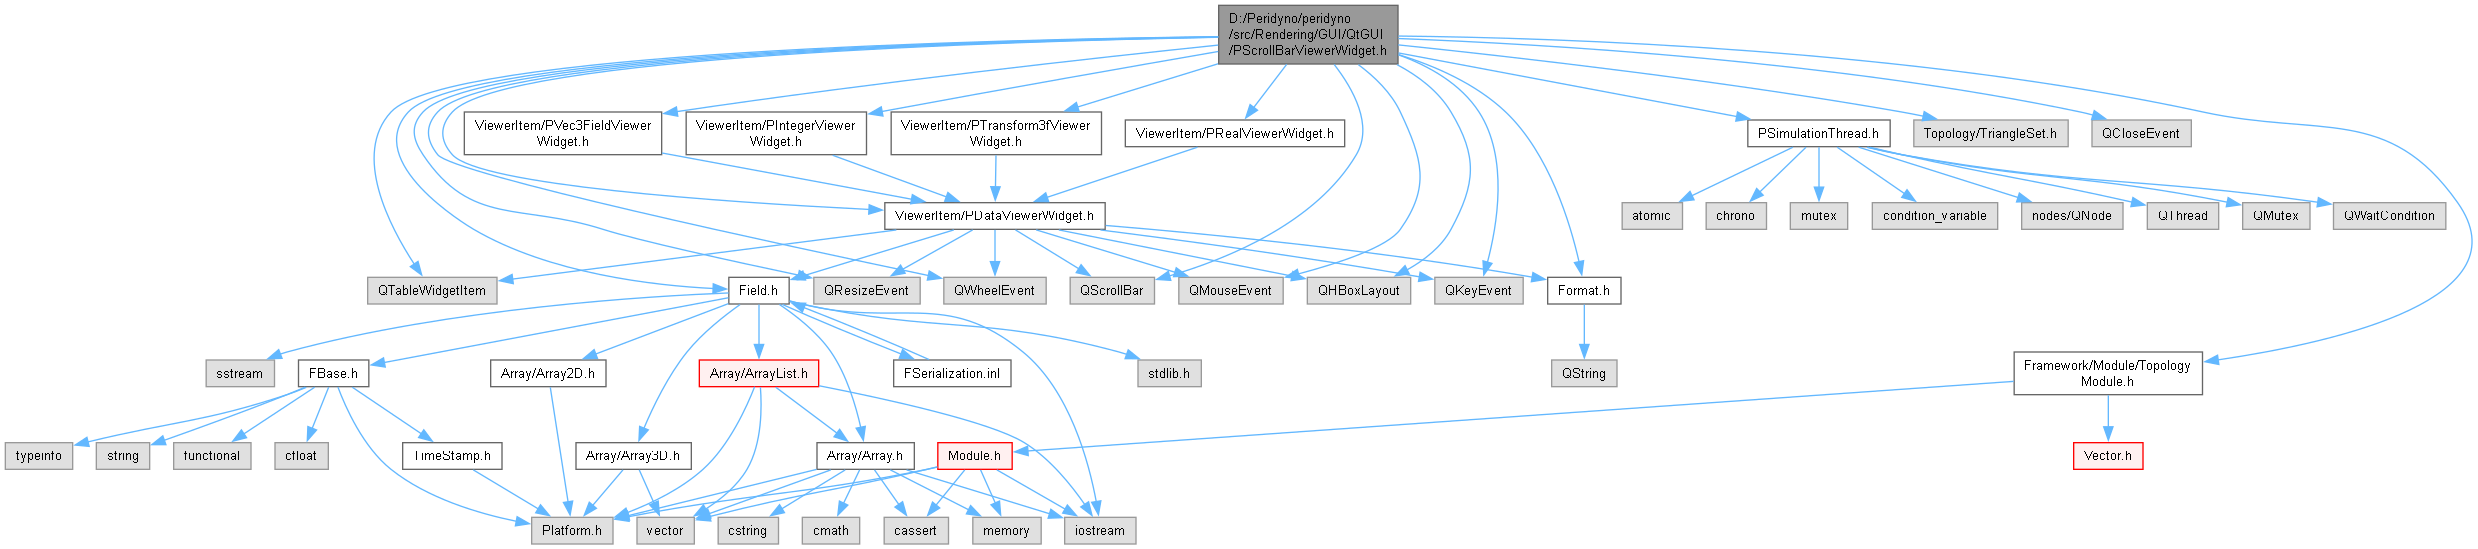 D:/Peridyno/peridyno
/src/Rendering/GUI/QtGUI
/PScrollBarViewerWidget.h
ViewerItem/PVec3FieldViewer
Widget.h
ViewerItem/PIntegerViewer
Widget.h
ViewerItem/PTransform3fViewer
Widget.h
ViewerItem/PRealViewerWidget.h
PSimulationThread.h
Topology/TriangleSet.h
QCloseEvent
ViewerItem/PDataViewerWidget.h
atomic
chrono
mutex
condition_variable
nodes/QNode
QThread
QMutex
QWaitCondition
QTableWidgetItem
Field.h
QResizeEvent
QWheelEvent
QScrollBar
QMouseEvent
QHBoxLayout
QKeyEvent
Format.h
sstream
FBase.h
Array/Array2D.h
Array/ArrayList.h
FSerialization.inl
stdlib.h
QString
Framework/Module/Topology
Module.h
typeinfo
string
functional
cfloat
TimeStamp.h
Array/Array3D.h
Array/Array.h
Module.h
Vector.h
Platform.h
vector
cstring
cmath
cassert
memory
iostream